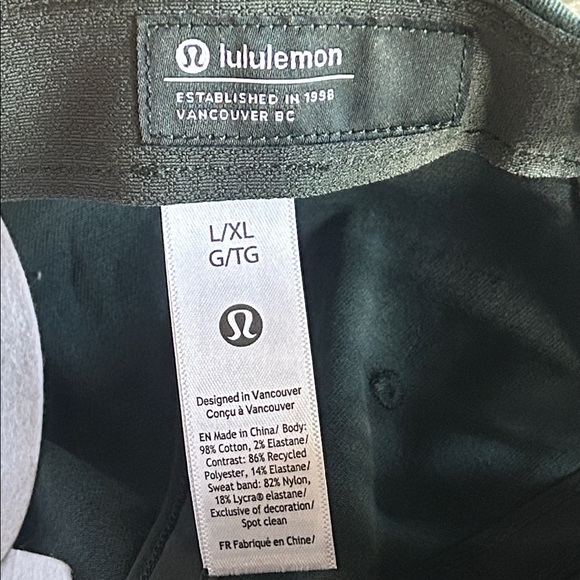 lululemon
ESTABLISHED IN 1998
VANCOUVER BC
L/XL
G/TG
Designed in Vancouver
Conçu à Vancouver
EN Made in China/ Body:
98% Cotton, 2% Elastane/
Contrast: 86% Recycled
Polyester, 14% Elastane/
Sweat band: 82% Nylon,
18% Lycra® elastane/
Exclusive of decoration/
Spot clean
FR Fabriqué en Chine/